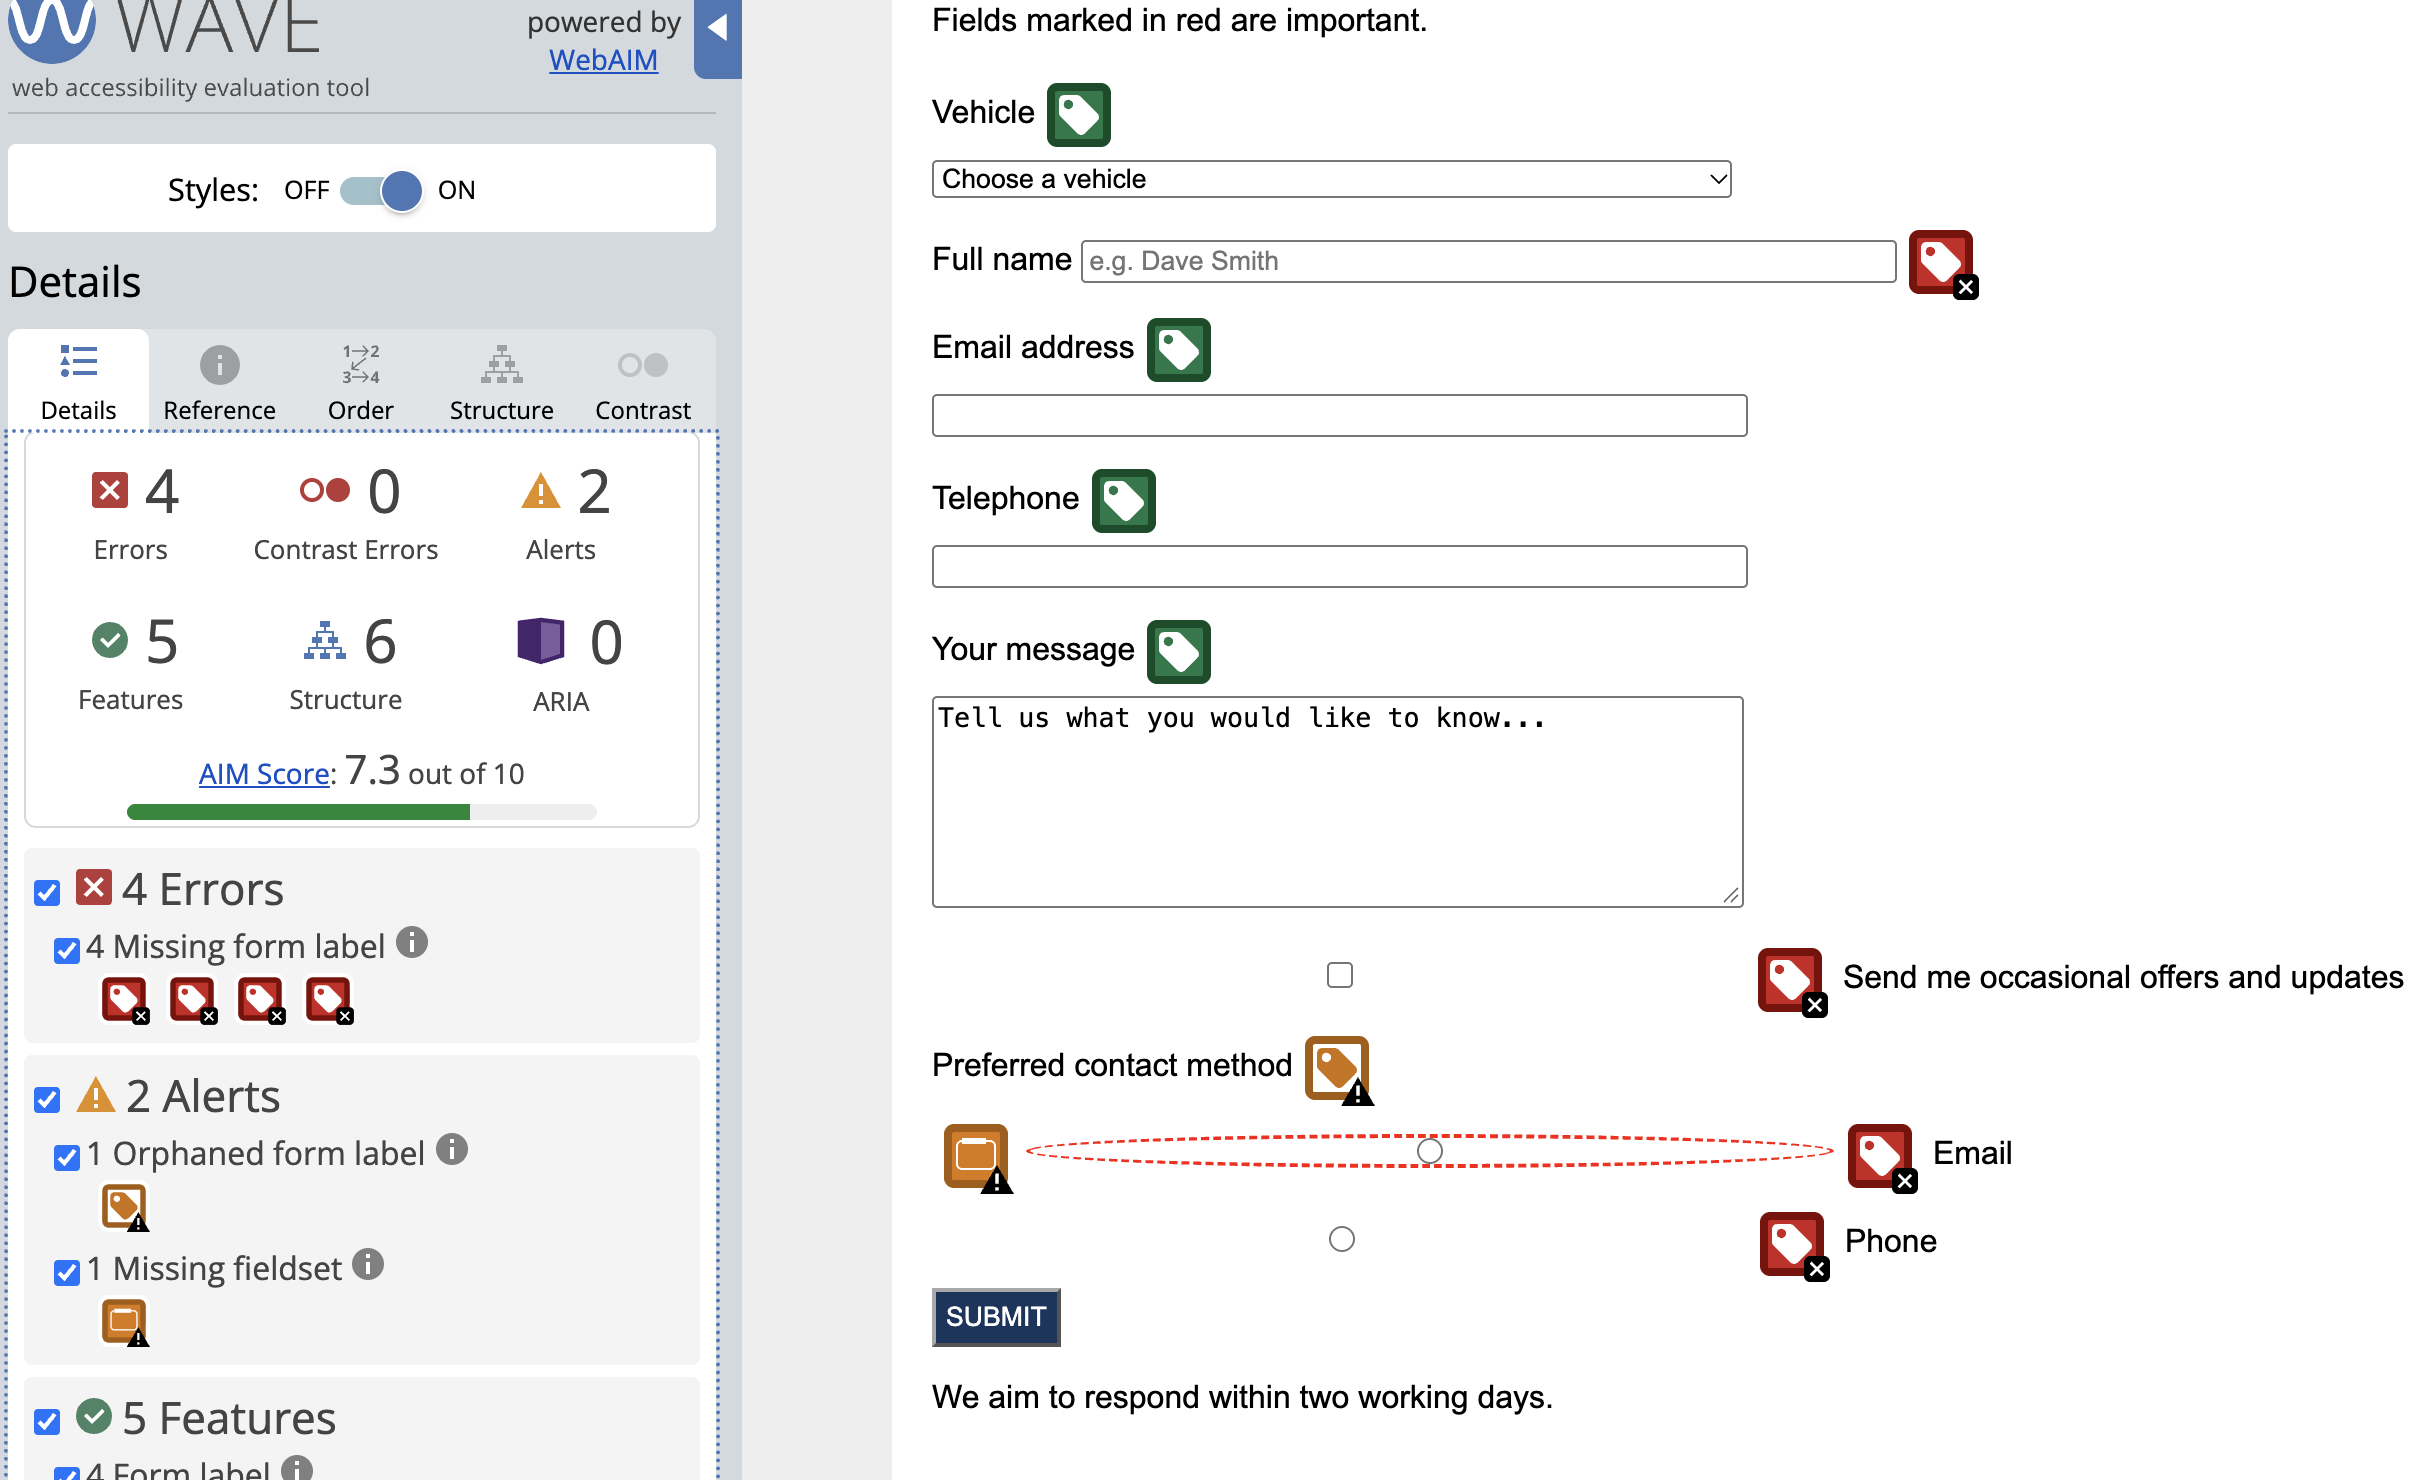 WAVE
powered by
WebAIM
web accessibility evaluation tool
Styles: OFF ON
Details
Details
Reference
1→2
3→4
Order
Structure
Contrast
4
Errors
0
Contrast Errors
2
Alerts
5
Features
6
Structure
0
ARIA
AIM Score: 7.3 out of 10
4 Errors
4 Missing form label
2 Alerts
1 Orphaned form label
1 Missing fieldset
5 Features
4 Form label
Fields marked in red are important.
Vehicle
Choose a vehicle
Full name e.g. Dave Smith
Email address
Telephone
Your message
Tell us what you would like to know...
Send me occasional offers and updates
Preferred contact method
Email
Phone
SUBMIT
We aim to respond within two working days.